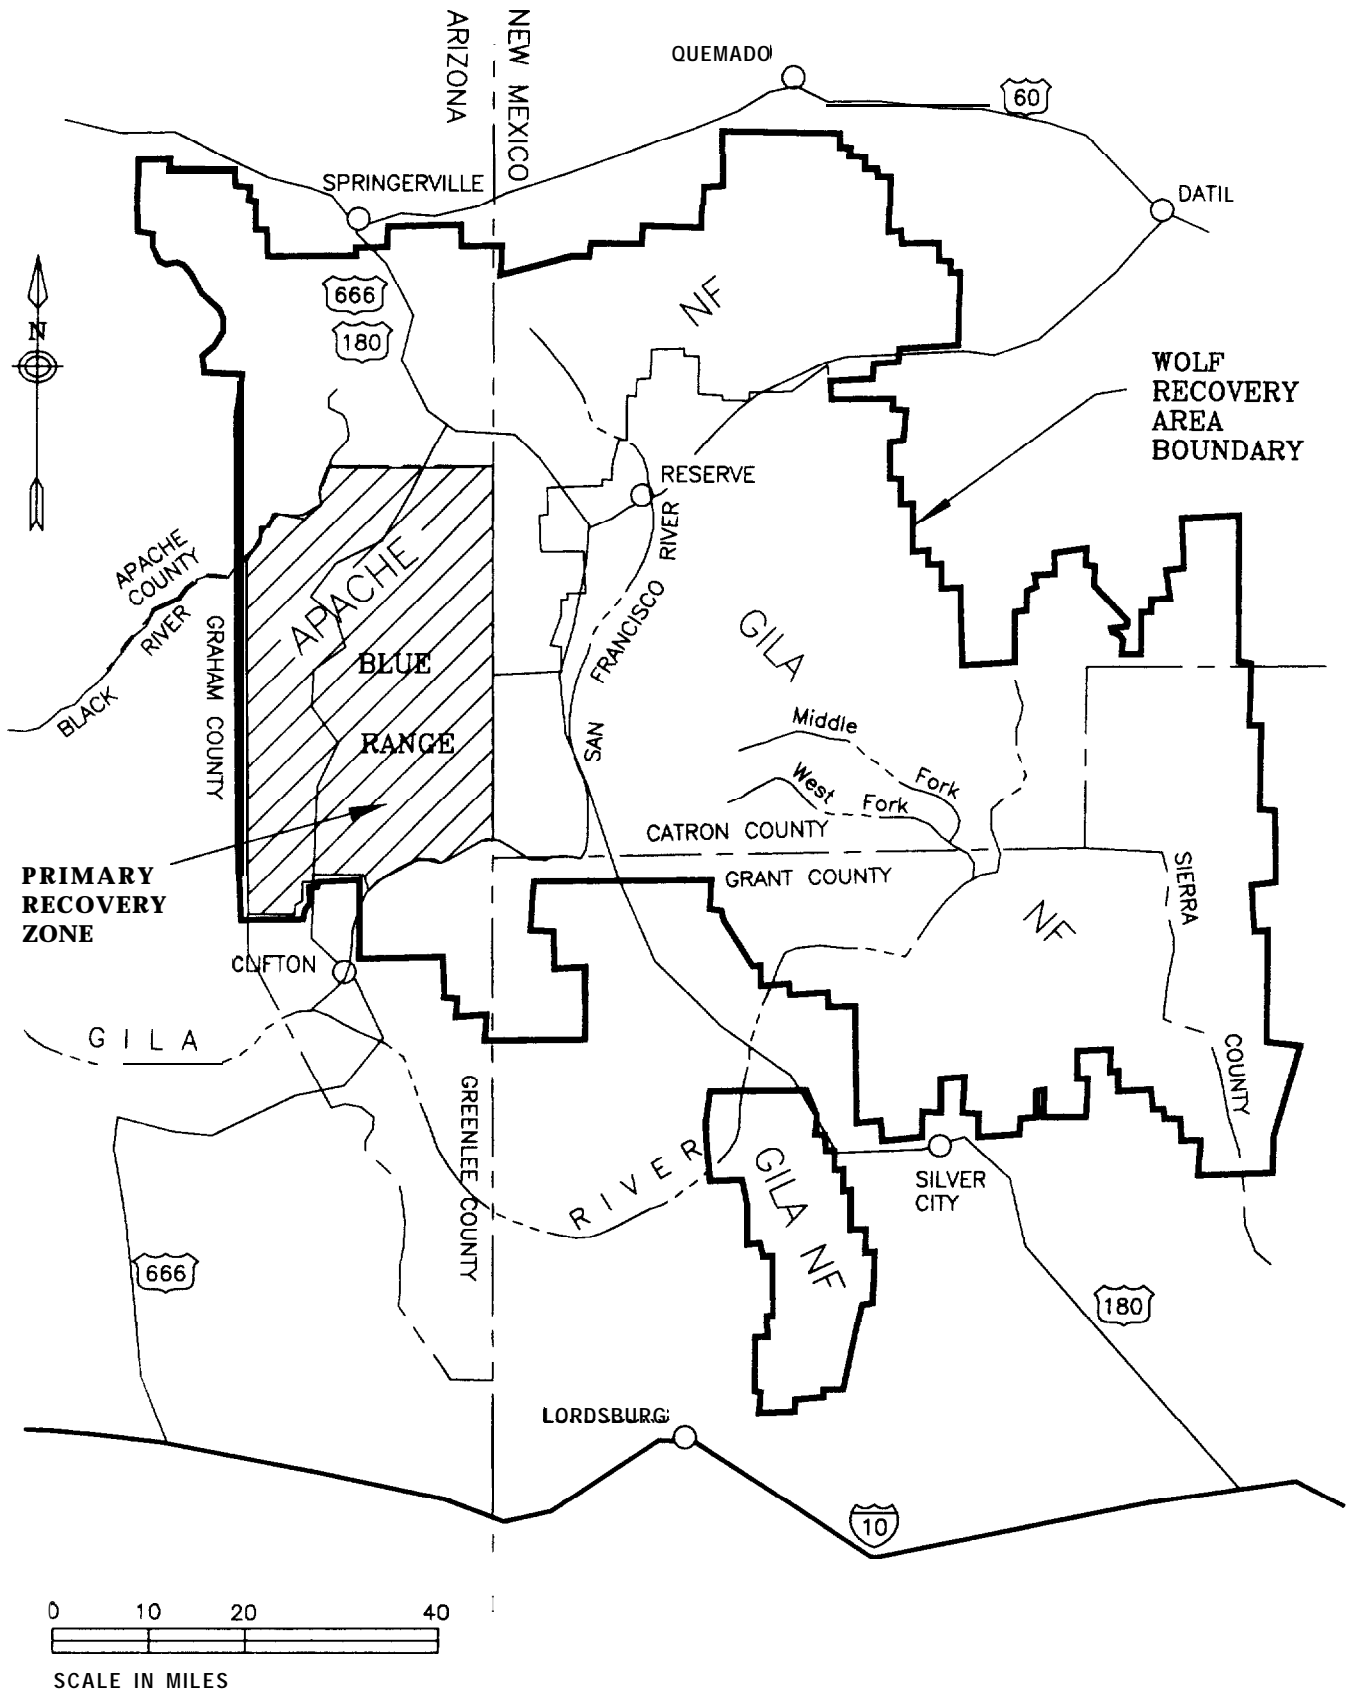 ARIZONA
NEW MEXICO
QUEMADO
60
SPRINGERVILLE
DATIL
666
180
NF
N
WOLF
RECOVERY
AREA
BOUNDARY
RESERVE
APACHE
COUNTY
BLACK RIVER
GRAHAM COUNTY
APACHE
BLUE
RANGE
SAN FRANCISCO RIVER
GILA
Middle Fork
West Fork
CATRON COUNTY
GRANT COUNTY
PRIMARY
RECOVERY
ZONE
SIERRA COUNTY
NF
CLIFTON
GILA RIVER
GREENLEE COUNTY
GILA NF
SILVER
CITY
666
180
LORDSBURG
10
0 10 20 40
SCALE IN MILES